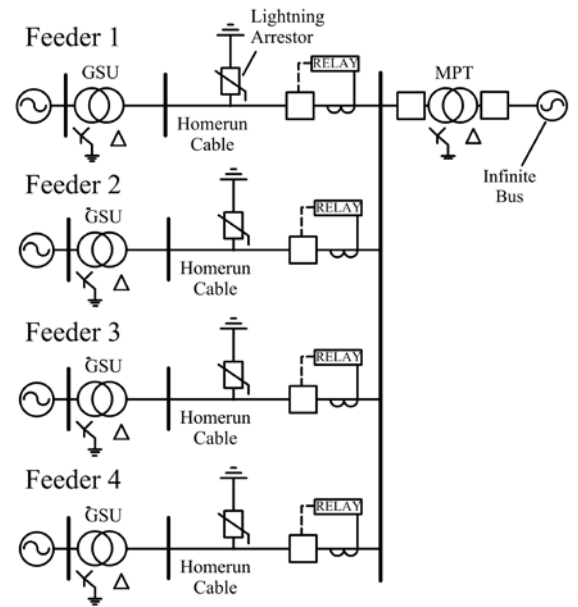 Feeder 1
GSU
Lightning
Arrestor
RELAY
MPT
Homerun
Cable
Infinite
Bus
Feeder 2
GSU
RELAY
Homerun
Cable
Feeder 3
GSU
RELAY
Homerun
Cable
Feeder 4
GSU
RELAY
Homerun
Cable